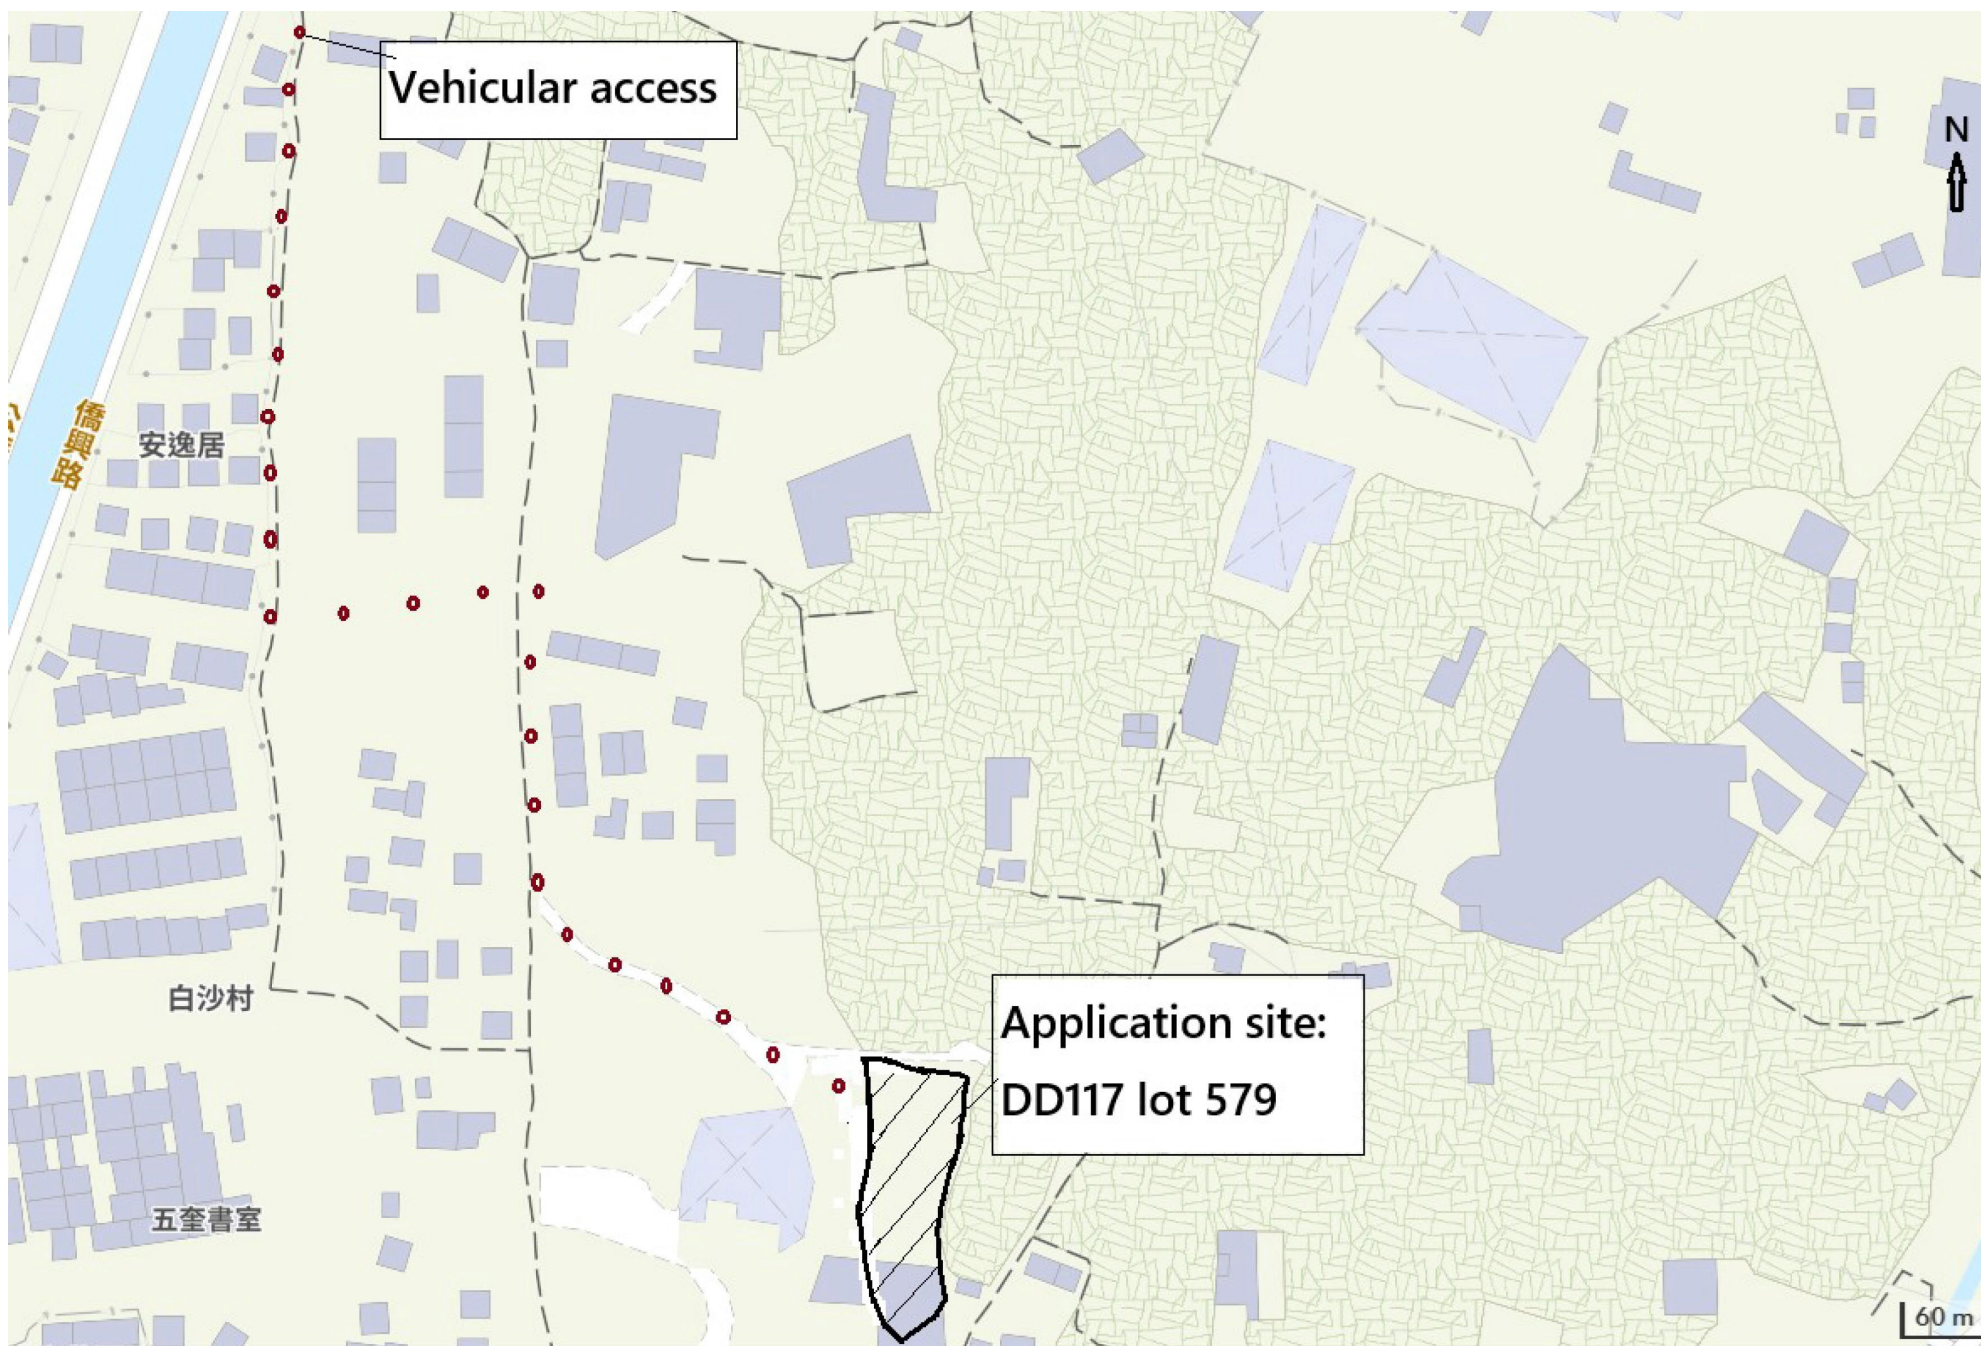 Vehicular access
N
僑興路
安逸居
白沙村
Application site:
DD117 lot 579
五奎書室
60 m